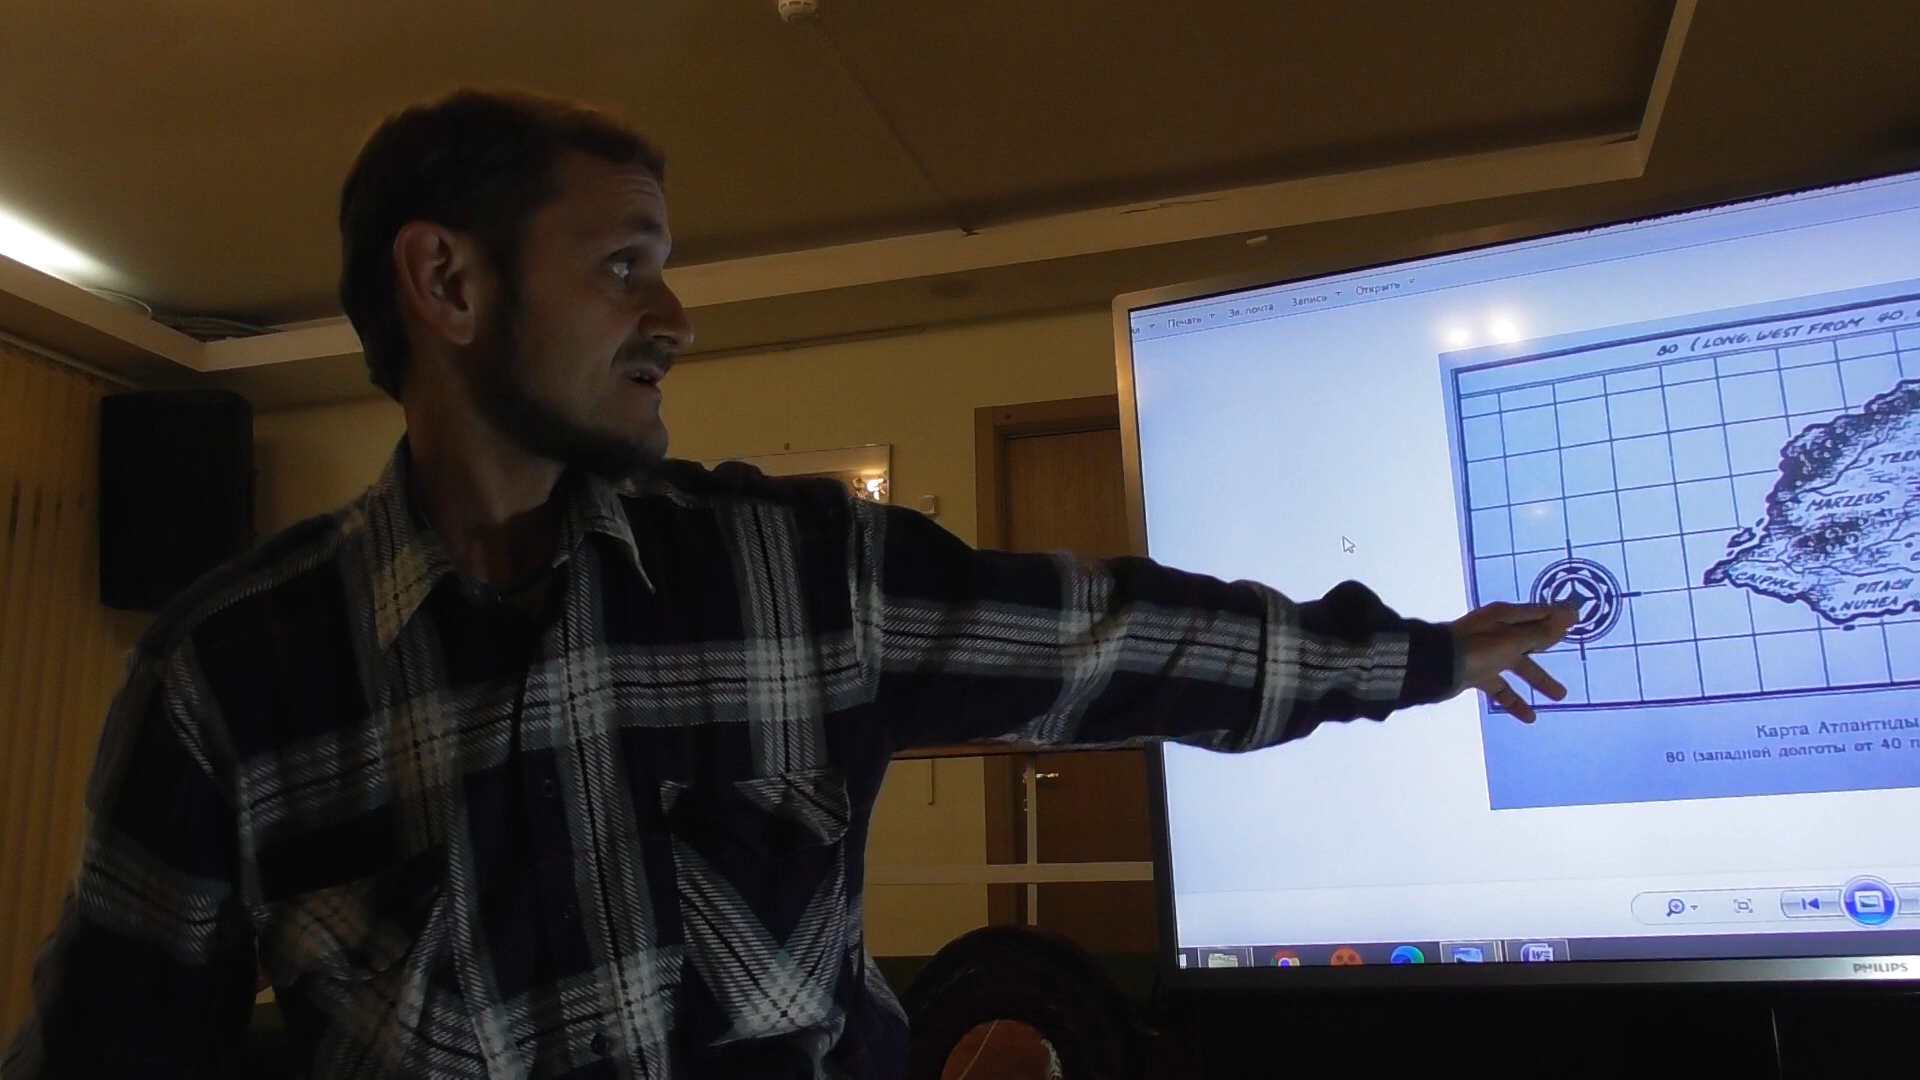 Печать Эл. почта Запись Открыть
80 (LONG. WEST FROM 40.
MARZEUS
CAIPHUL
PITACH
NUMEA
Карта Атлантиды
80 (западной долготы от 40
PHILIPS